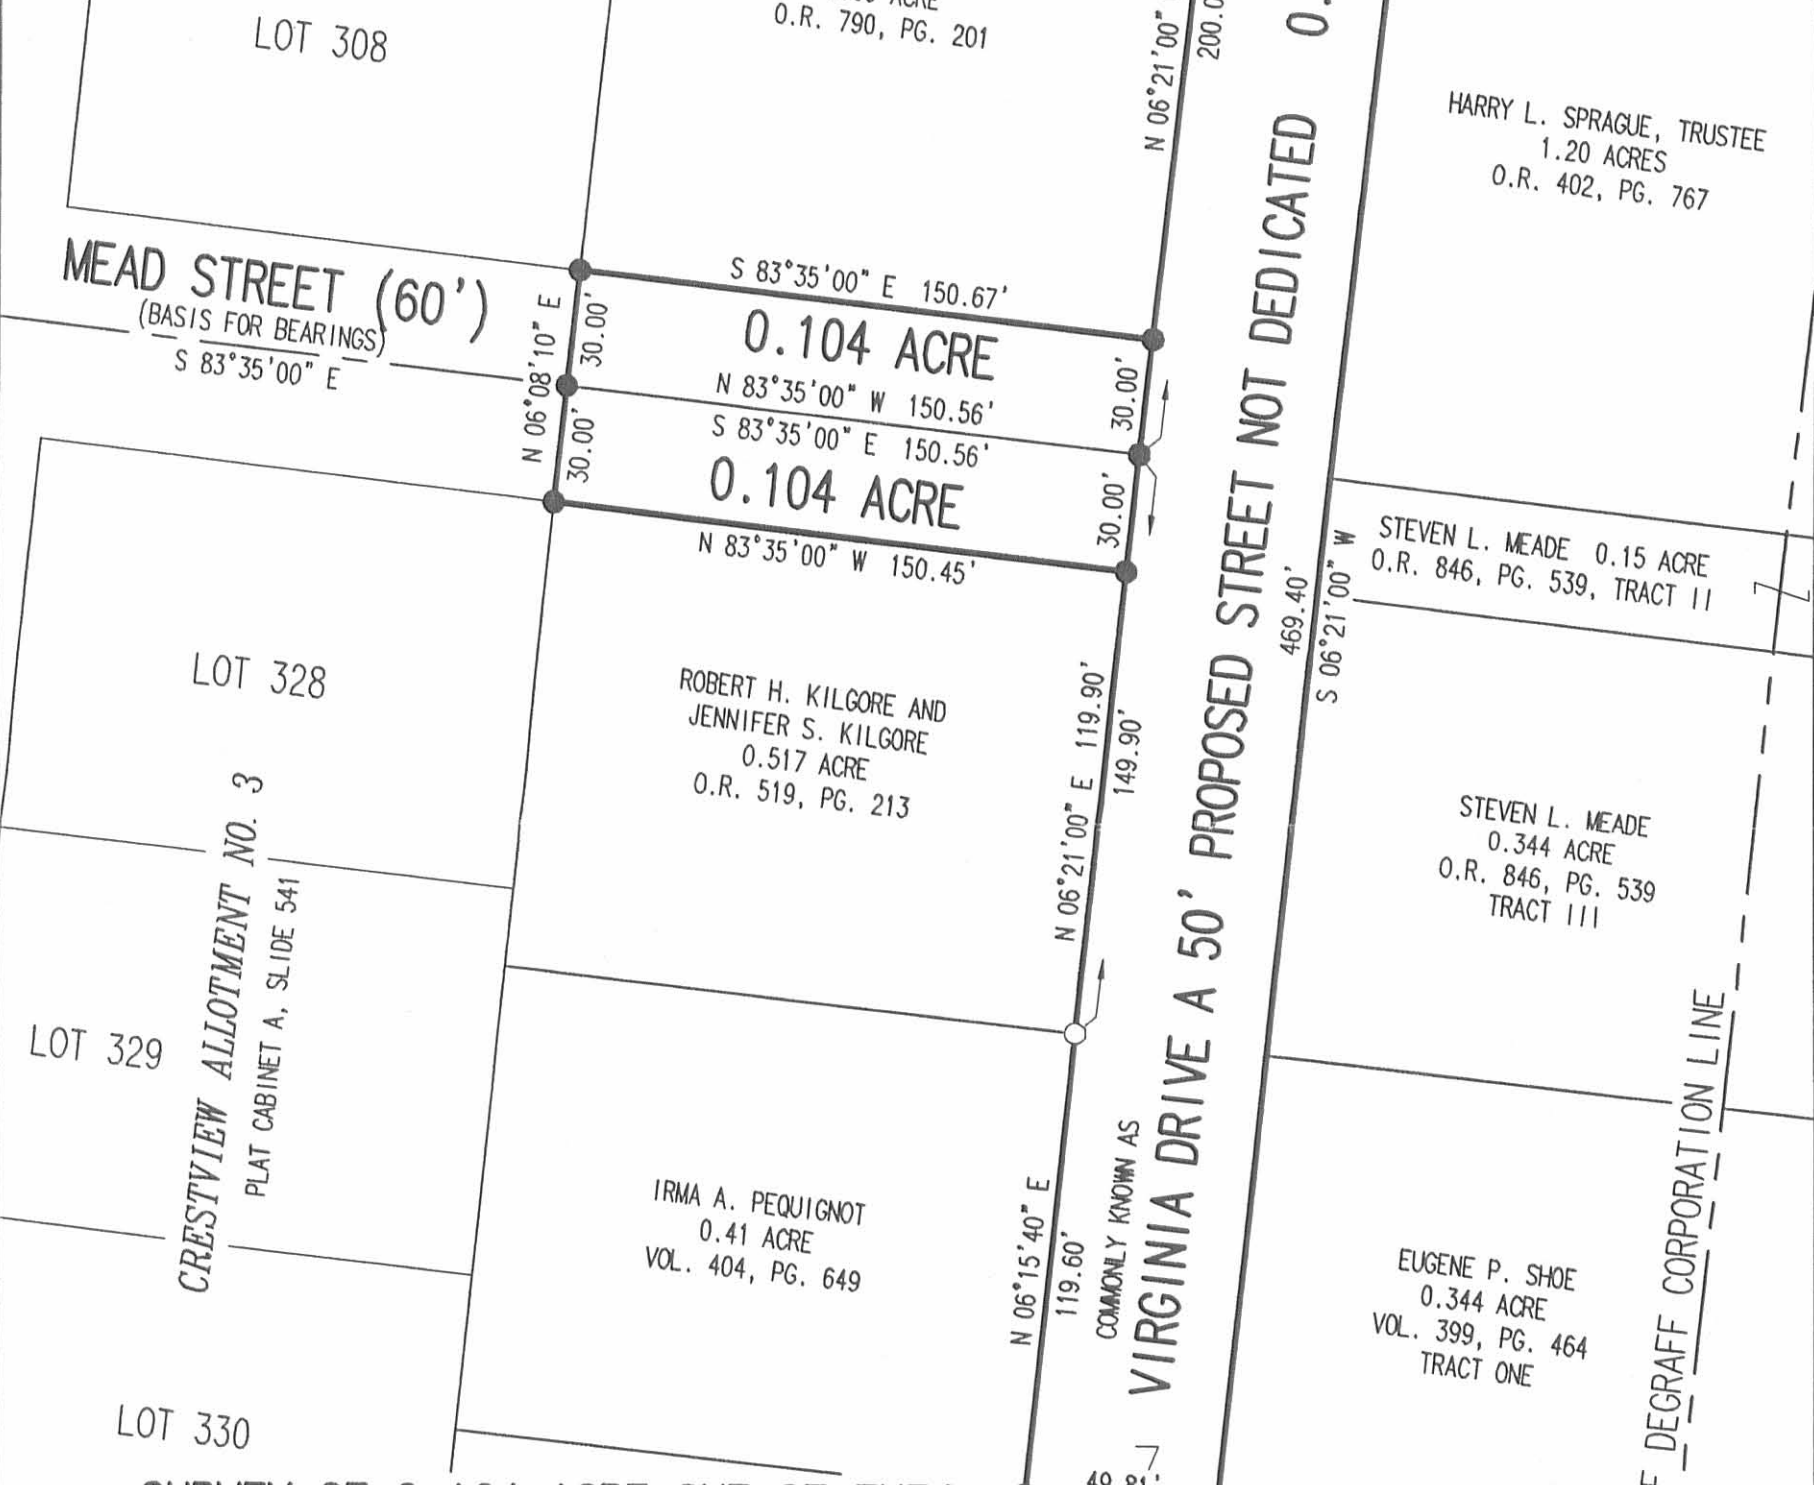 LOT 308
O.R. 790, PG. 201
N 06°21'00"
HARRY L. SPRAGUE, TRUSTEE
1.20 ACRES
O.R. 402, PG. 767
MEAD STREET (60')
(BASIS FOR BEARINGS)
S 83°35'00" E
N 06°08'10" E
30.00'
30.00'
S 83°35'00" E 150.67'
0.104 ACRE
N 83°35'00" W 150.56'
S 83°35'00" E 150.56'
0.104 ACRE
N 83°35'00" W 150.45'
30.00'
30.00'
STEVEN L. MEADE 0.15 ACRE
O.R. 846, PG. 539, TRACT II
469.40'
S 06°21'00" W
LOT 328
ROBERT H. KILGORE AND
JENNIFER S. KILGORE
0.517 ACRE
O.R. 519, PG. 213
N 06°21'00" E 119.90'
149.90'
STEVEN L. MEADE
0.344 ACRE
O.R. 846, PG. 539
TRACT III
CRESTVIEW ALLOTMENT NO. 3
PLAT CABINET A, SLIDE 541
LOT 329
IRMA A. PEQUIGNOT
0.41 ACRE
VOL. 404, PG. 649
N 06°15'40" E
119.60'
COMMONLY KNOWN AS
VIRGINIA DRIVE A 50' PROPOSED STREET NOT DEDICATED
EUGENE P. SHOE
0.344 ACRE
VOL. 399, PG. 464
TRACT ONE
DEGRAFF CORPORATION LINE
LOT 330